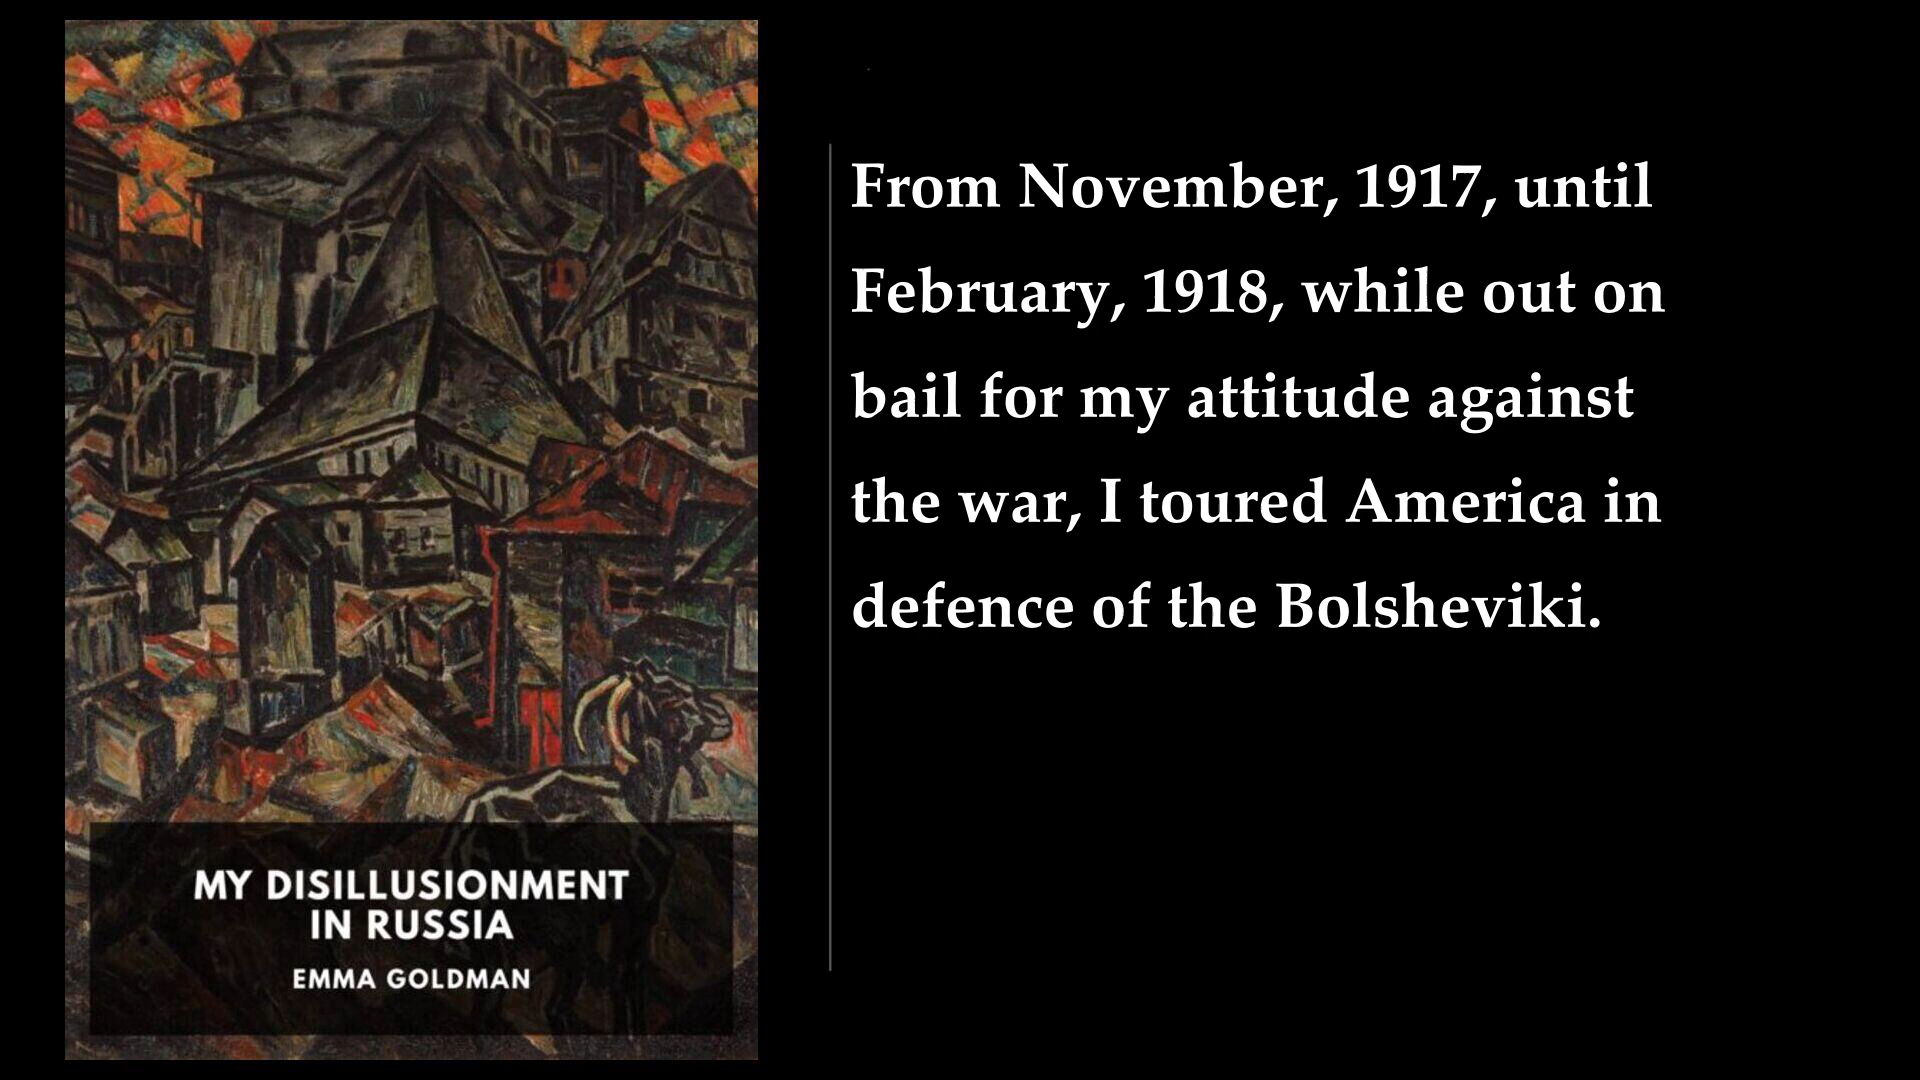 MY DISILLUSIONMENT
IN RUSSIA
EMMA GOLDMAN
From November, 1917, until
February, 1918, while out on
bail for my attitude against
the war, I toured America in
defence of the Bolsheviki.